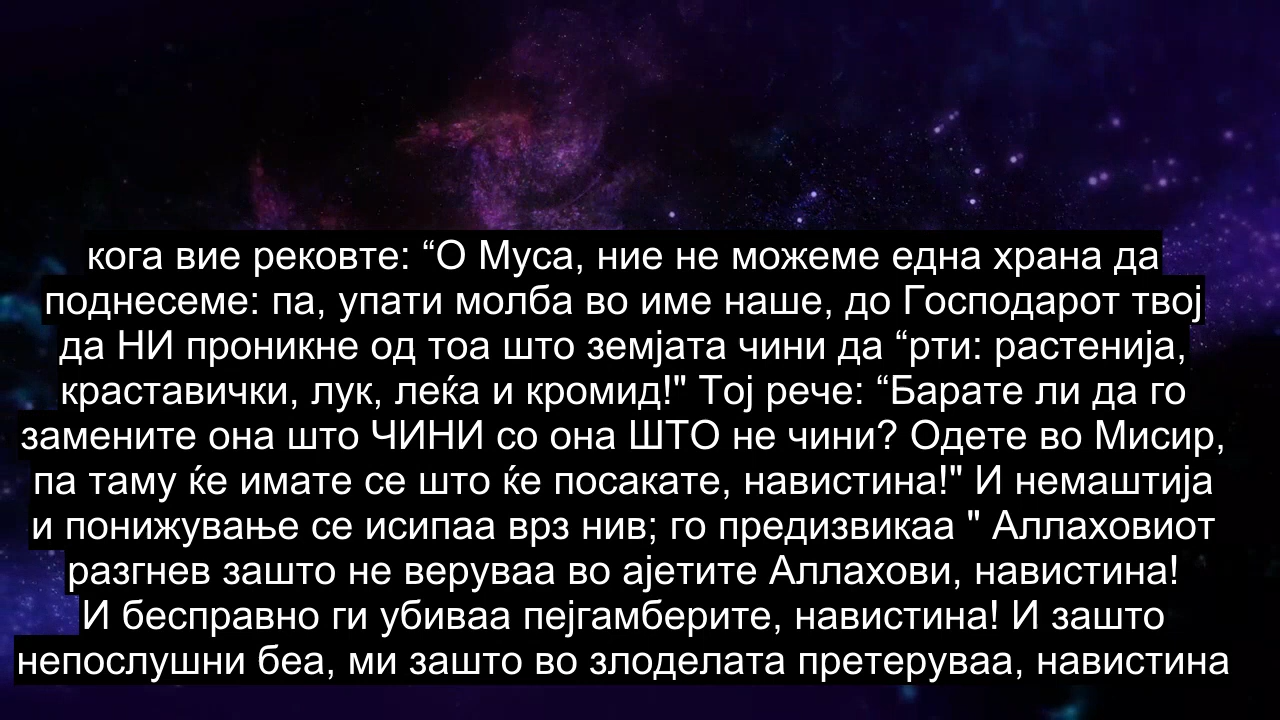 кога вие рековте: “О Муса, ние не можеме една храна да
поднесеме: па, упати молба во име наше, до Господарот твој
да НИ проникне од тоа што земјата чини да “рти: растенија,
краставички, лук, леќа и кромид!" Тој рече: “Барате ли да го
замените она што ЧИНИ со она ШТО не чини? Одете во Мисир,
па таму ќе имате се што ќе посакате, навистина!" И немаштија
и понижување се исипаа врз нив; го предизвикаа " Аллаховиот
разгнев зашто не веруваа во ајетите Аллахови, навистина!
И бесправно ги убиваа пејгамберите, навистина! И зашто
непослушни беа, ми зашто во злоделата претеруваа, навистина